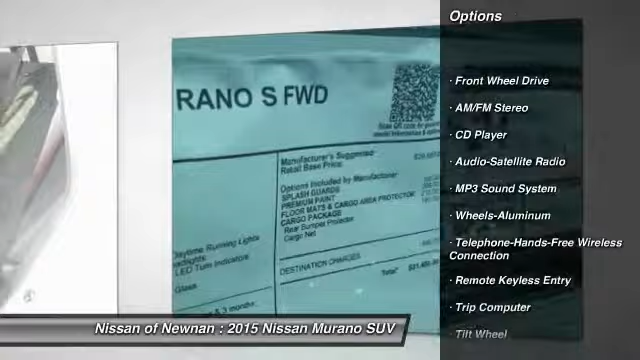 Options
· Front Wheel Drive
· AM/FM Stereo
· CD Player
· Audio-Satellite Radio
· MP3 Sound System
· Wheels-Aluminum
· Telephone-Hands-Free Wireless
Connection
· Remote Keyless Entry
· Trip Computer
· Tilt Wheel
RANO S FWD
Manufacturer's Suggested
Retail Base Price:
Options Included by Manufacturer
SPLASH GUARDS
PREMIUM PAINT
FLOOR MATS & CARGO AREA PROTECTOR
CARGO PACKAGE
Rear Bumper Protector
Cargo Net
DESTINATION CHARGES
Total*
Daytime Running Lights
LED Turn Indicators
Glass
& 3 months
Nissan of Newnan : 2015 Nissan Murano SUV